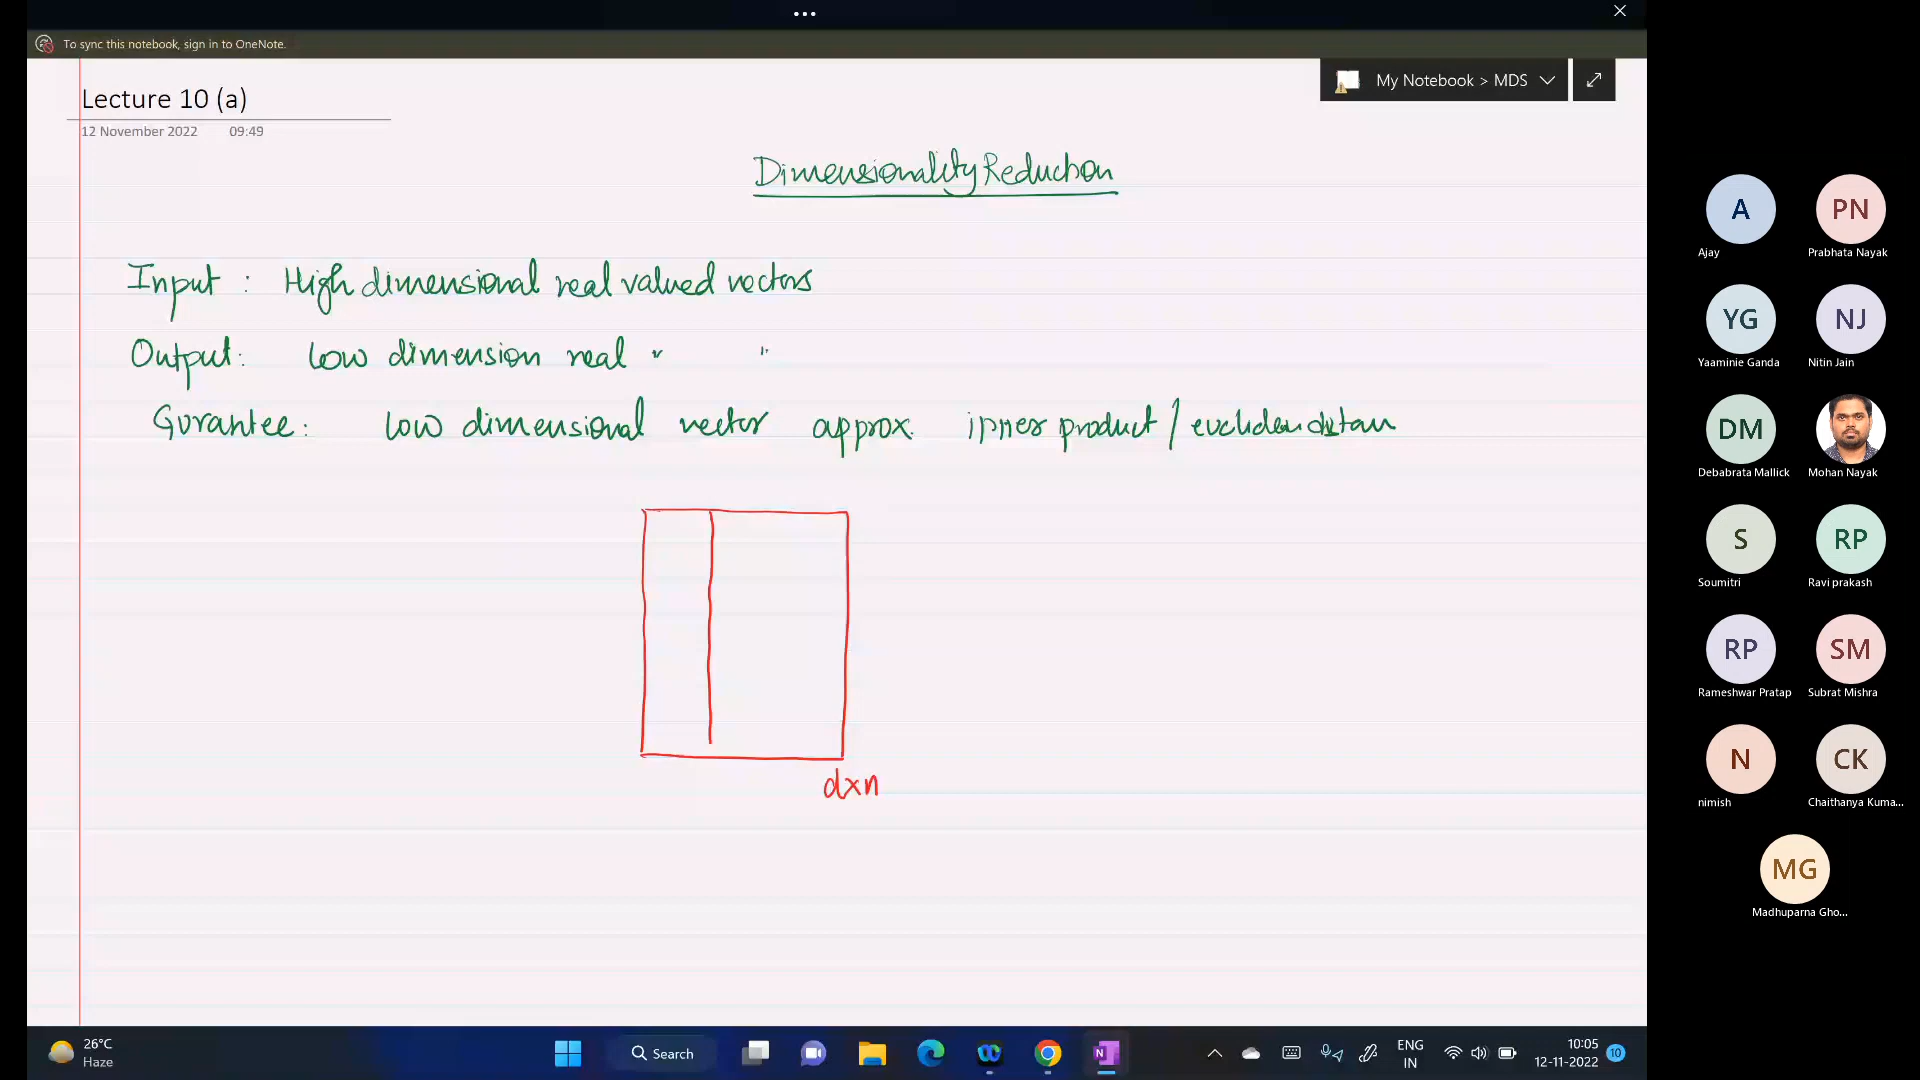 To sync this notebook, sign in to OneNote.
My Notebook > MDS
Lecture 10 (a)
12 November 2022 09:49
Dimensionality Reduction
Input : High dimensional real valued vectors
Output: Low dimension real " "
Gurantee: Low dimensional vector approx. inner product /
dxn
A
Ajay
PN
Prabhata Nayak
YG
Yaaminie Ganda
NJ
Nitin Jain
DM
Debabrata Mallick
Mohan Nayak
S
Soumitri
RP
Ravi prakash
RP
Rameshwar Pratap
SM
Subrat Mishra
N
nimish
CK
Chaithanya Kuma...
MG
Madhuparna Gho...
26°C
Haze
Search
ENG
IN
10:05
12-11-2022
10